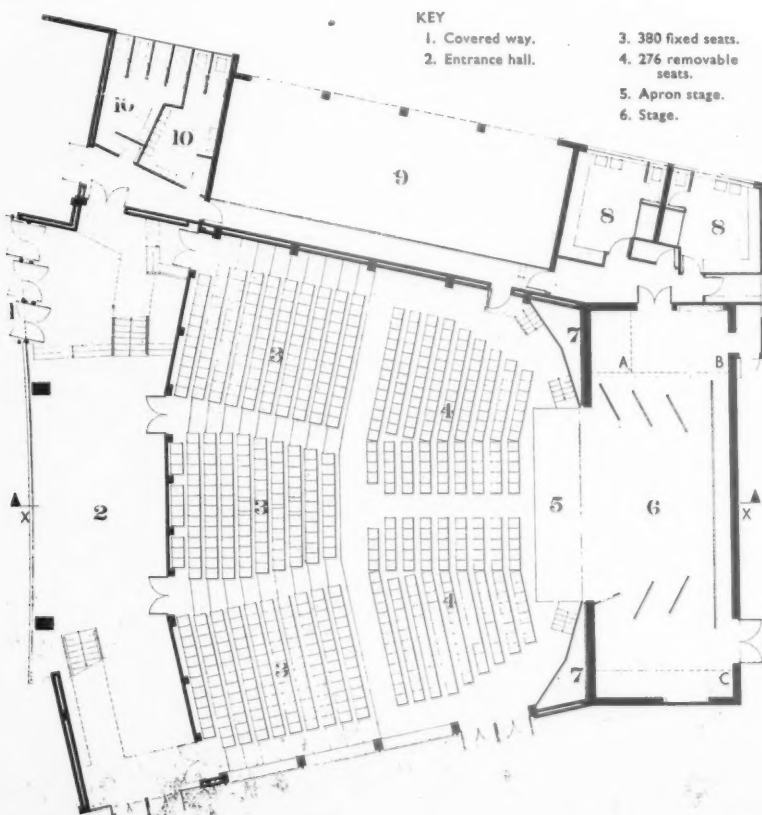 KEY
1. Covered way.
2. Entrance hall.
3. 380 fixed seats.
4. 276 removable
seats.
5. Apron stage.
6. Stage.
10
10
9
8
8
7
3
A
B
4
X
2
3
5
6
X
4
3
7
C